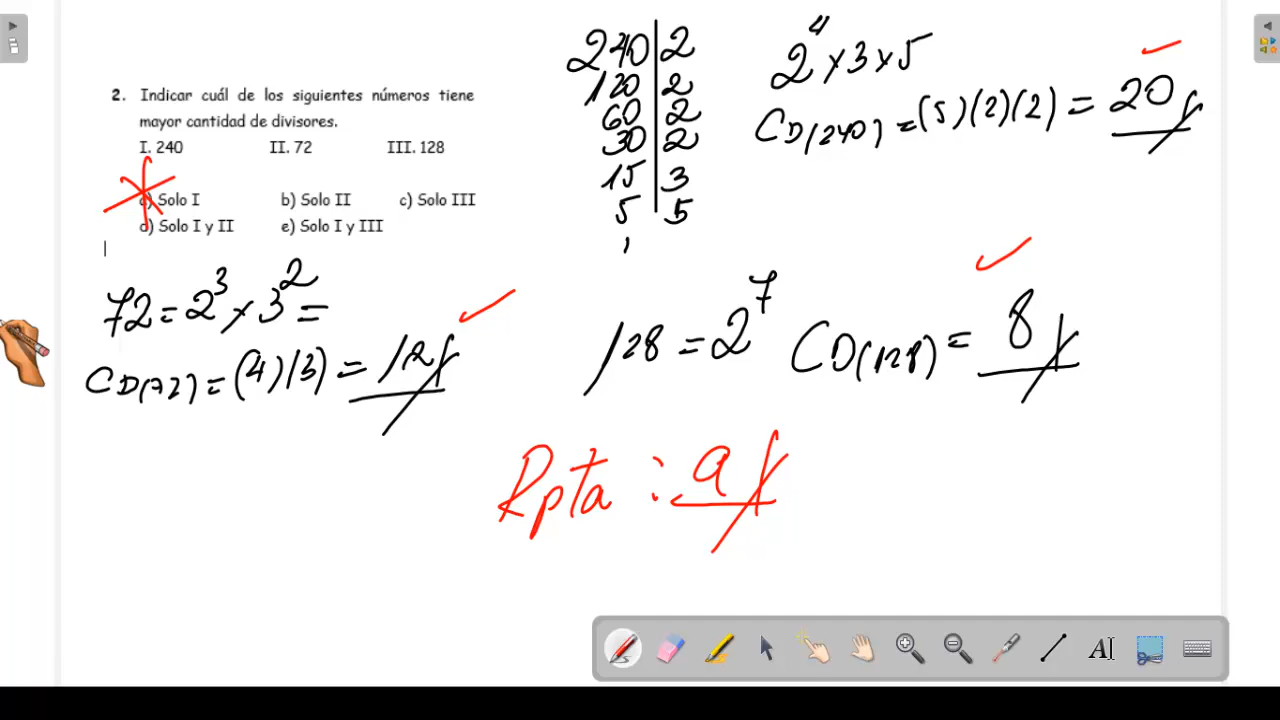 2. Indicar cuál de los siguientes números tiene
mayor cantidad de divisores.
I. 240 II. 72 III. 128
a) Solo I b) Solo II c) Solo III
d) Solo I y II e) Solo I y III
240 | 2
120 | 2
60 | 2
30 | 2
15 | 3
5 | 5
1
2⁴ × 3 × 5
CD(240) = (5)(2)(2) = 20
72 = 2³ × 3² =
CD(72) = (4)(3) = 12
128 = 2⁷ CD(128) = 8
Rpta : a
AI